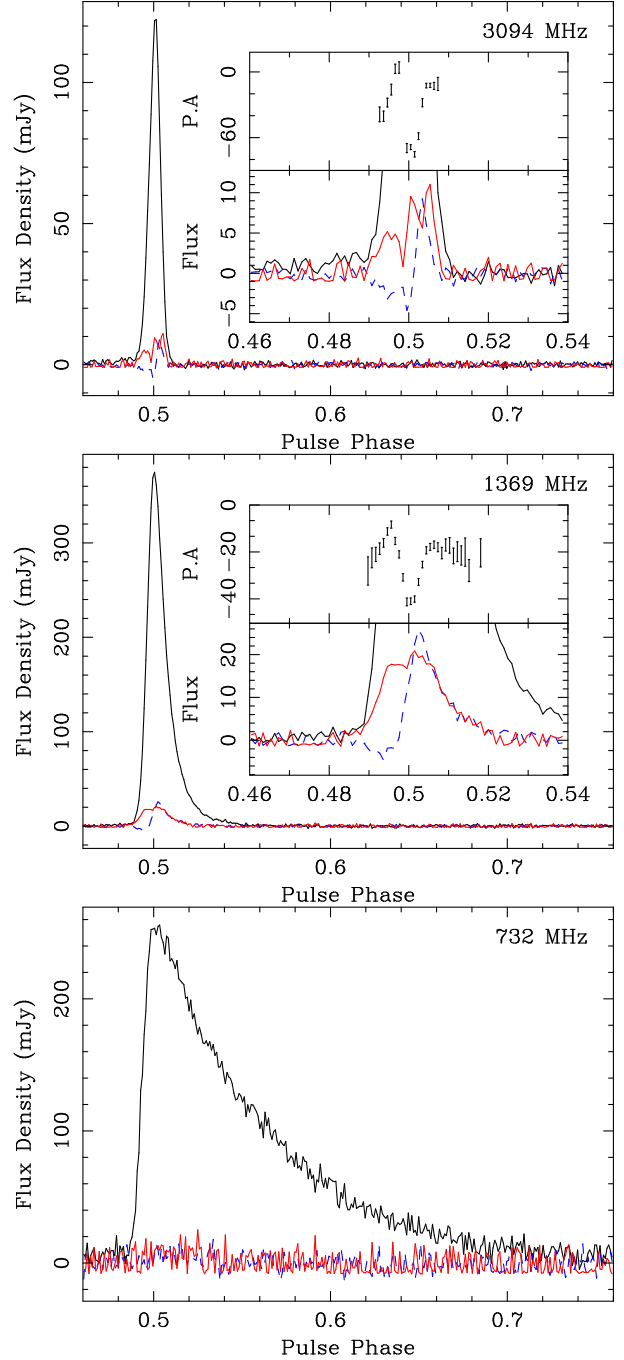 3094 MHz
Flux Density (mJy)
0
50
100
P.A
0
−60
Flux
−5
0
5
10
0.46 0.48 0.5 0.52 0.54
0.5 0.6 0.7
Pulse Phase
1369 MHz
Flux Density (mJy)
0
100
200
300
P.A
0
−20
−40
Flux
0
10
20
0.46 0.48 0.5 0.52 0.54
0.5 0.6 0.7
Pulse Phase
732 MHz
Flux Density (mJy)
0
100
200
0.5 0.6 0.7
Pulse Phase